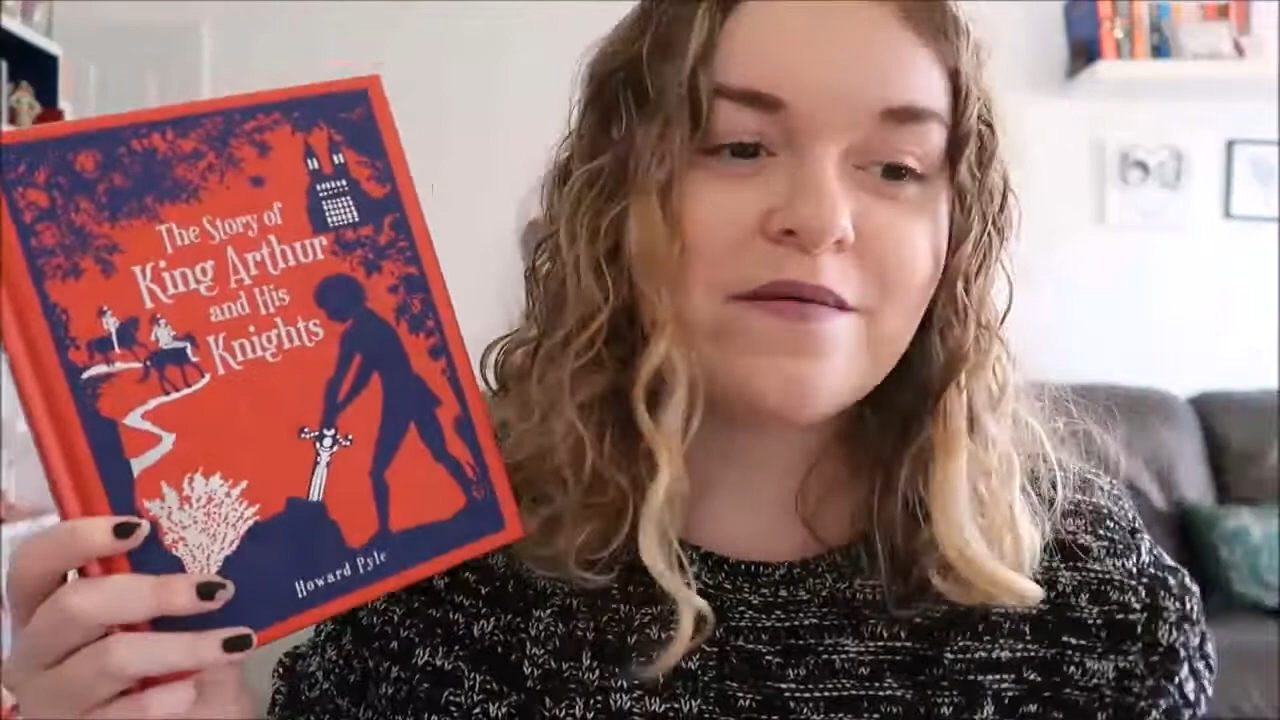 The Story of
King Arthur
and His
Knights
Howard Pyle